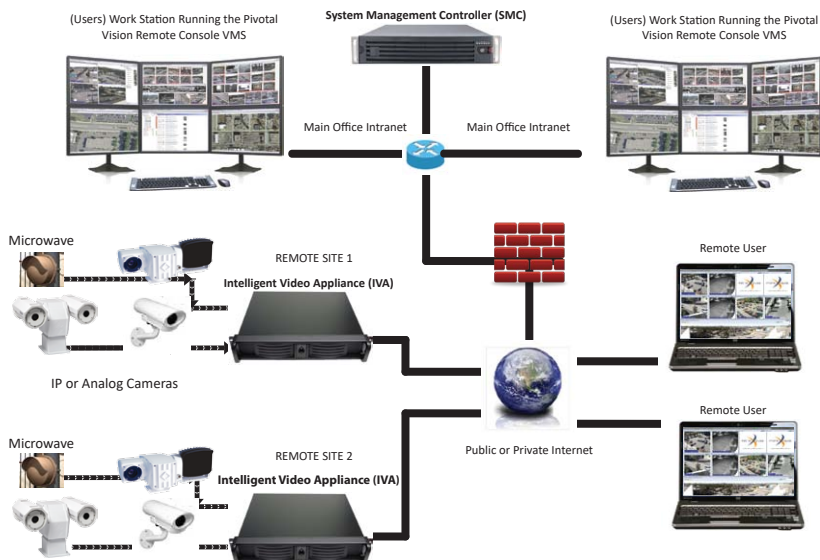 (Users) Work Station Running the Pivotal
Vision Remote Console VMS
System Management Controller (SMC)
(Users) Work Station Running the Pivotal
Vision Remote Console VMS
Main Office Intranet
Main Office Intranet
Microwave
REMOTE SITE 1
Intelligent Video Appliance (IVA)
Remote User
IP or Analog Cameras
Remote User
Public or Private Internet
Microwave
REMOTE SITE 2
Intelligent Video Appliance (IVA)